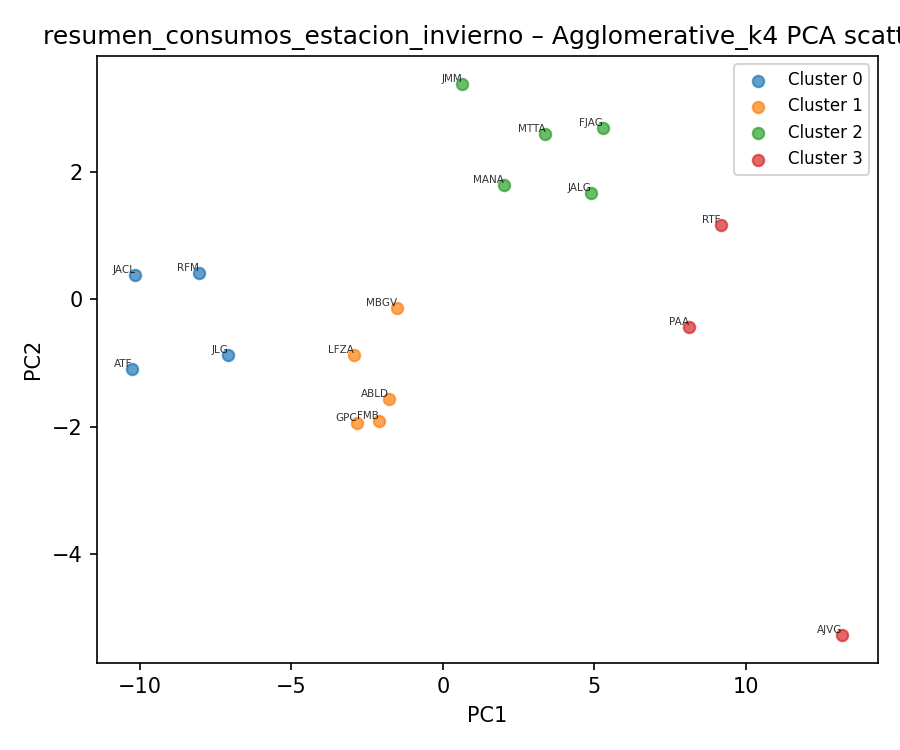 resumen_consumos_estacion_invierno – Agglomerative_k4 PCA scatt
Cluster 0
Cluster 1
Cluster 2
Cluster 3
JMM
MTTA
FJAG
MANA
JALG
RTF
JACL
RFM
MBGV
PAA
LFZA
JLG
ATF
ABLD
GPC
FMB
AJVG
2
0
−2
−4
PC2
−10
−5
0
5
10
PC1